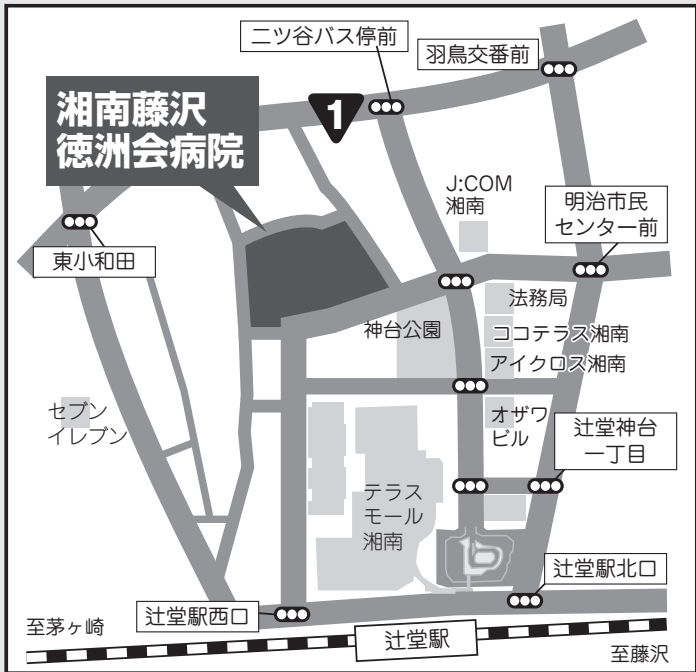 二ツ谷バス停前
羽鳥交番前
湘南藤沢
徳洲会病院
1
J:COM
湘南
明治市民
センター前
東小和田
法務局
神台公園
ココテラス湘南
アイクロス湘南
セブン
イレブン
オザワ
ビル
辻堂神台
一丁目
テラス
モール
湘南
辻堂駅北口
辻堂駅西口
至茅ヶ崎
辻堂駅
至藤沢